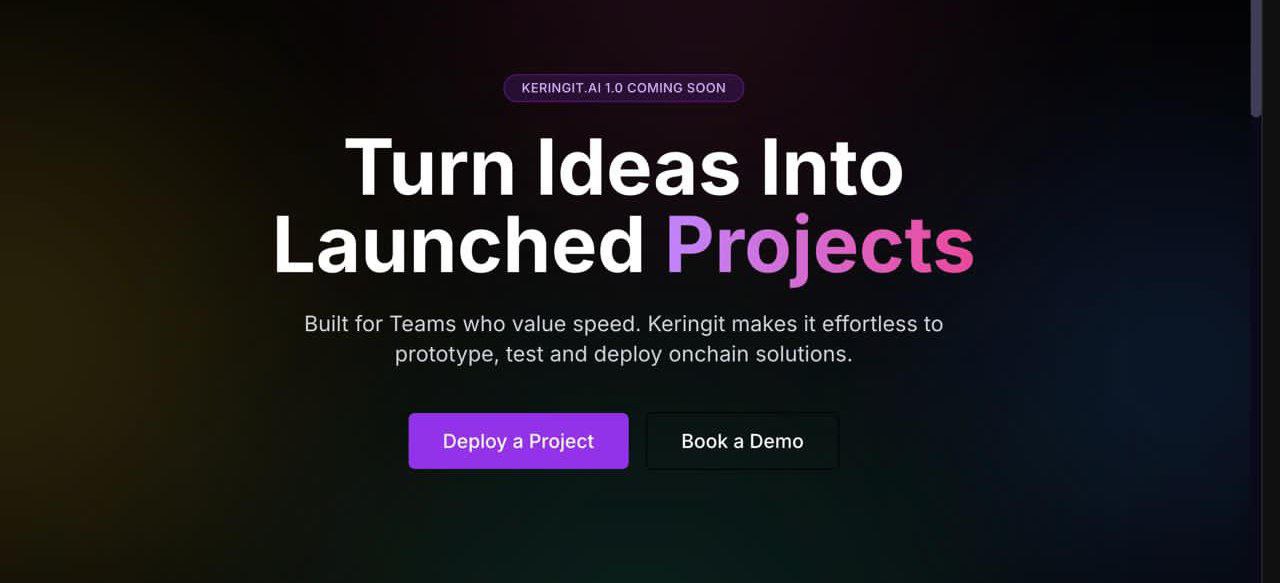 KERINGIT.AI 1.0 COMING SOON
Turn Ideas Into
Launched Projects
Built for Teams who value speed. Keringit makes it effortless to
prototype, test and deploy onchain solutions.
Deploy a Project
Book a Demo